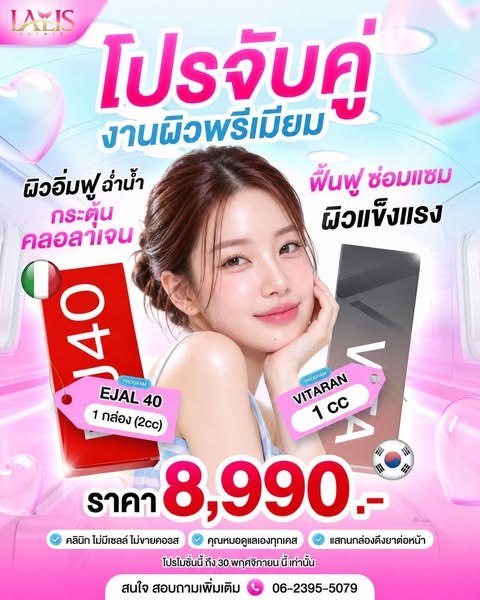 LALIS
CLINIC
โปรจับคู่
งานผิวพรีเมียม
ผิวอิ่มฟู ฉ่ำน้ำ
กระตุ้น
คลอลาเจน
ฟื้นฟู ซ่อมแซม
ผิวแข็งแรง
J40
PROGRAM
EJAL 40
1 กล่อง (2cc)
PROGRAM
VITARAN
1 cc
ราคา 8,990.-
คลินิก ไม่มีเซลล์ ไม่ขายคอรส
คุณหมอดูแลเองทุกเคส
แสกนกล่องดึงยาต่อหน้า
โปรโมชั่นนี้ ถึง 30 พฤศจิกายน นี้ เท่านั้น
สนใจ สอบถามเพิ่มเติม 06-2395-5079